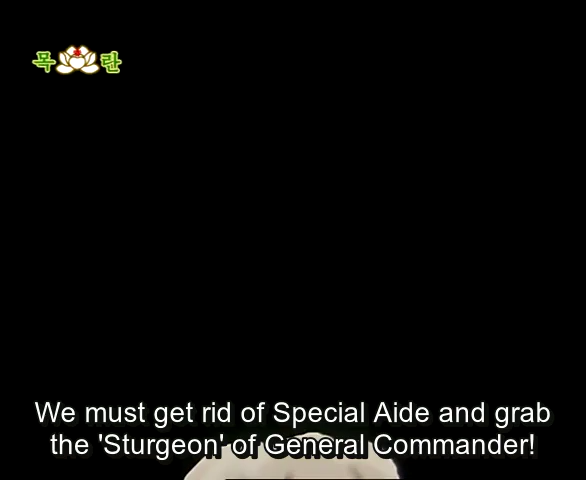 목란
We must get rid of Special Aide and grab
the 'Sturgeon' of General Commander!